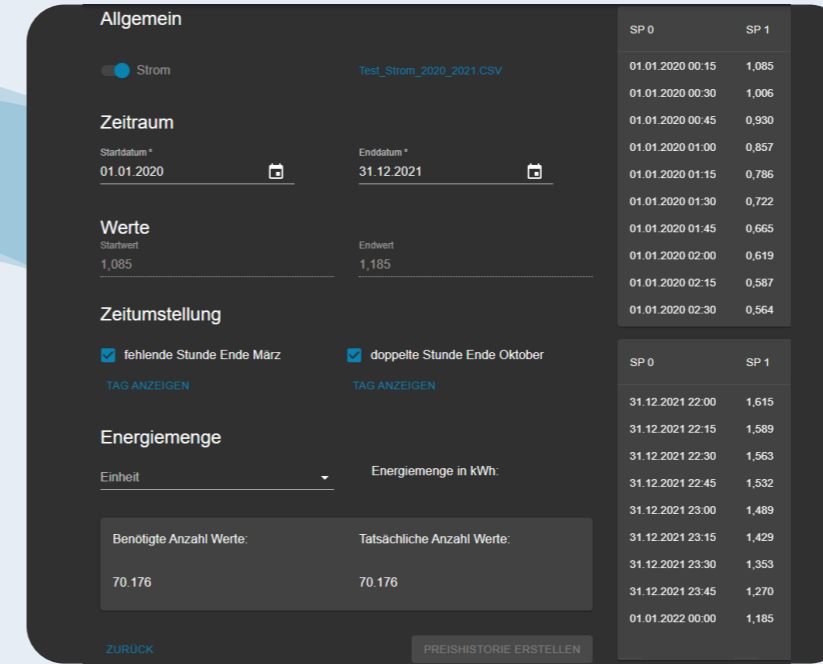 Allgemein
Strom
Test_Strom_2020_2021.CSV
Zeitraum
Startdatum *
Enddatum *
01.01.2020
31.12.2021
Werte
Startwert
Endwert
1,085
1,185
Zeitumstellung
fehlende Stunde Ende März
doppelte Stunde Ende Oktober
TAG ANZEIGEN
TAG ANZEIGEN
Energiemenge
Einheit
Energiemenge in kWh:
Benötigte Anzahl Werte:
Tatsächliche Anzahl Werte:
70.176
70.176
ZURÜCK
PREISHISTORIE ERSTELLEN
SP 0 SP 1
01.01.2020 00:15 1,085
01.01.2020 00:30 1,006
01.01.2020 00:45 0,930
01.01.2020 01:00 0,857
01.01.2020 01:15 0,786
01.01.2020 01:30 0,722
01.01.2020 01:45 0,665
01.01.2020 02:00 0,619
01.01.2020 02:15 0,587
01.01.2020 02:30 0,564
SP 0 SP 1
31.12.2021 22:00 1,615
31.12.2021 22:15 1,589
31.12.2021 22:30 1,563
31.12.2021 22:45 1,532
31.12.2021 23:00 1,489
31.12.2021 23:15 1,429
31.12.2021 23:30 1,353
31.12.2021 23:45 1,270
01.01.2022 00:00 1,185